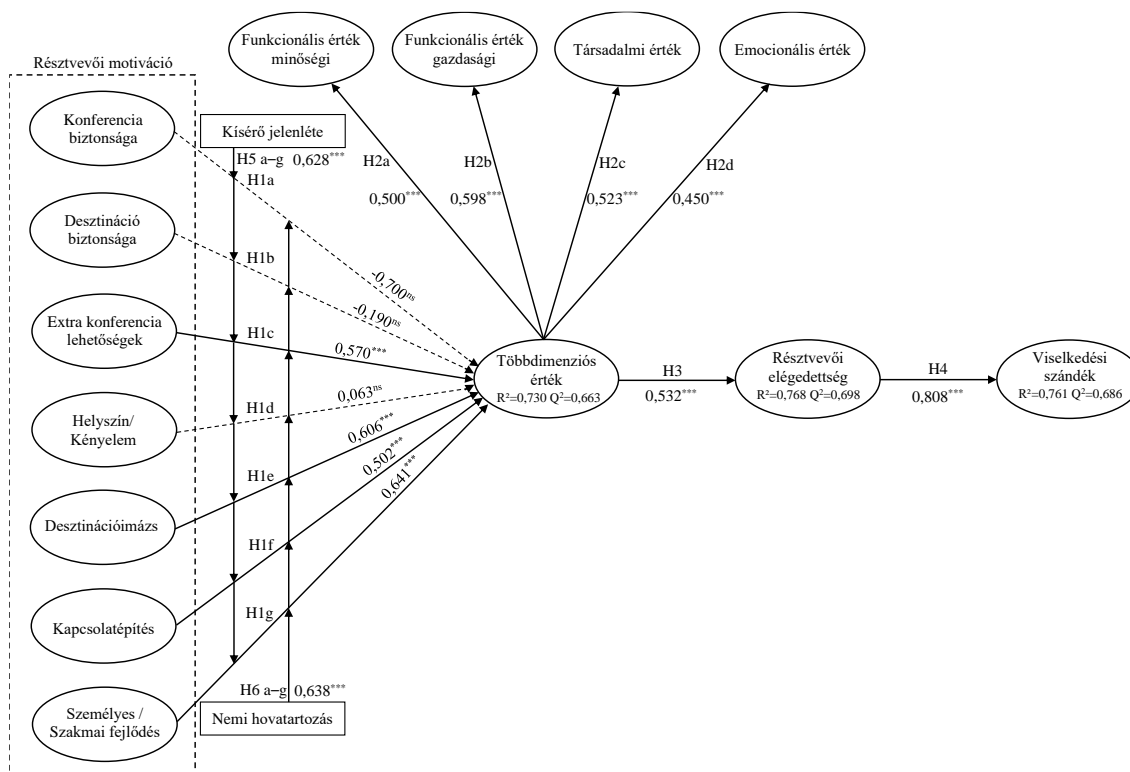 Résztvevői motiváció
Funkcionális érték
minőségi
Funkcionális érték
gazdasági
Társadalmi érték
Emocionális érték
Konferencia
biztonsága
Desztináció
biztonsága
Extra konferencia
lehetőségek
Helyszín/
Kényelem
Desztinációimázs
Kapcsolatépítés
Személyes /
Szakmai fejlődés
Kísérő jelenléte
H5 a–g 0,628***
H1a
H1b
H1c
H1d
H1e
H1f
H1g
H6 a–g 0,638***
Nemi hovatartozás
-0,700ns
-0,190ns
0,570***
0,063ns
0,606***
0,502***
0,641***
H2a
0,500***
H2b
0,598***
H2c
0,523***
H2d
0,450***
Többdimenziós
érték
R²=0,730 Q²=0,663
H3
0,532***
Résztvevői
elégedettség
R²=0,768 Q²=0,698
H4
0,808***
Viselkedési
szándék
R²=0,761 Q²=0,686